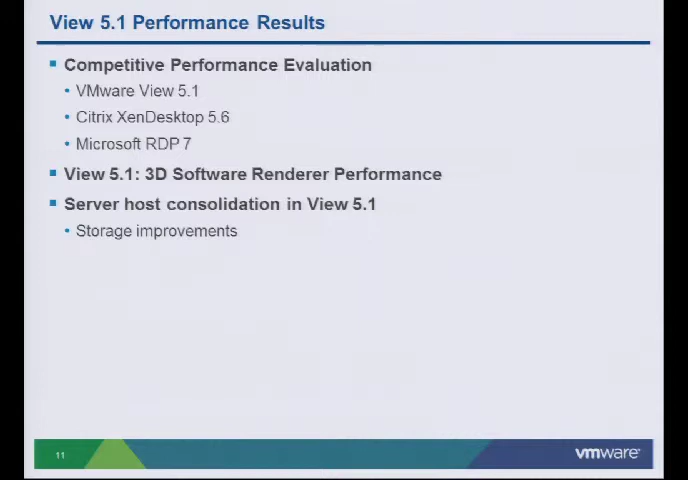 View 5.1 Performance Results
Competitive Performance Evaluation
VMware View 5.1
Citrix XenDesktop 5.6
Microsoft RDP 7
View 5.1: 3D Software Renderer Performance
Server host consolidation in View 5.1
Storage improvements
11
vmware